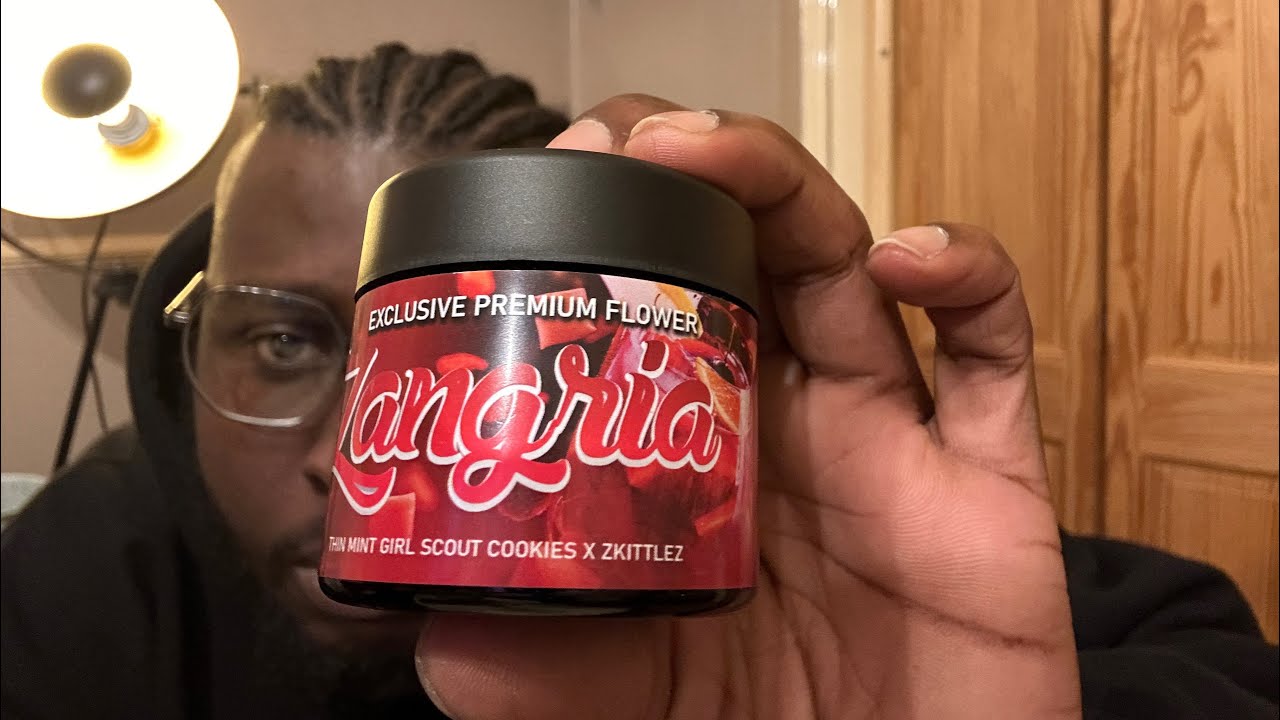 EXCLUSIVE PREMIUM FLOWER
Zangria
THIN MINT GIRL SCOUT COOKIES X ZKITTLEZ